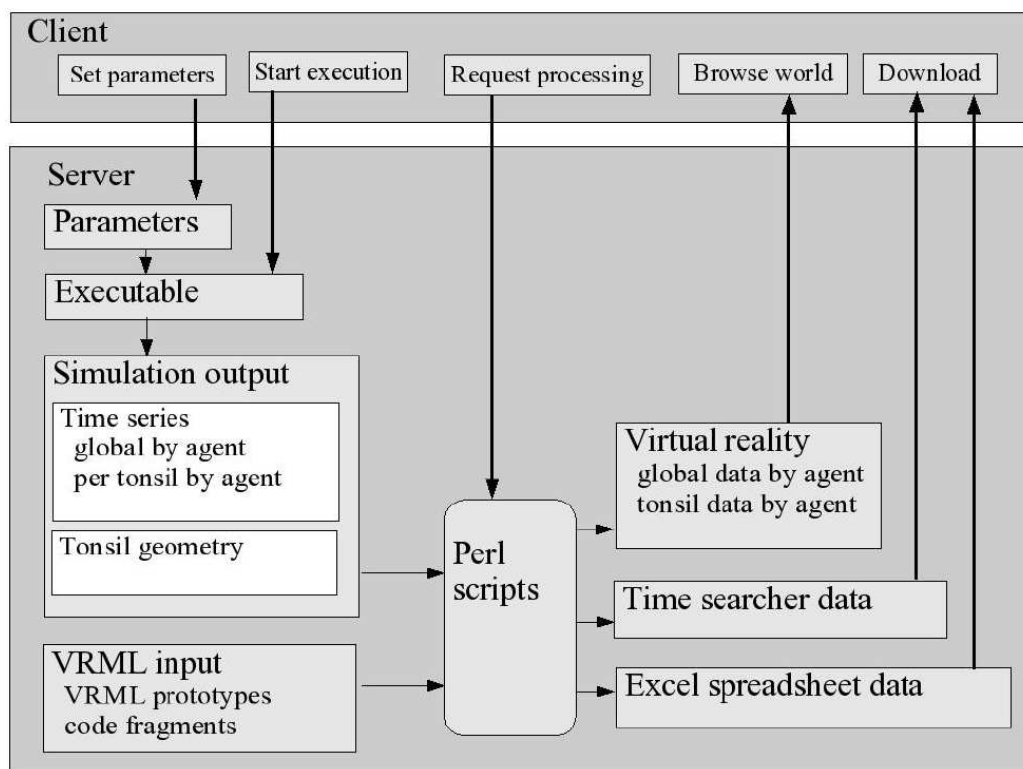 Client
Set parameters
Start execution
Request processing
Browse world
Download
Server
Parameters
Executable
Simulation output
Time series
global by agent
per tonsil by agent
Tonsil geometry
VRML input
VRML prototypes
code fragments
Perl
scripts
Virtual reality
global data by agent
tonsil data by agent
Time searcher data
Excel spreadsheet data